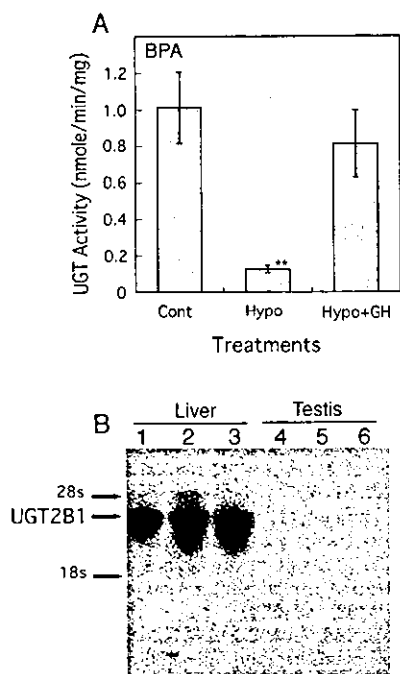 A
BPA
UGT Activity (nmole/min/mg)
1.2
1.0
0.8
0.6
0.4
0.2
0
**
Cont Hypo Hypo+GH
Treatments
B
Liver Testis
1 2 3 4 5 6
28s
UGT2B1
18s